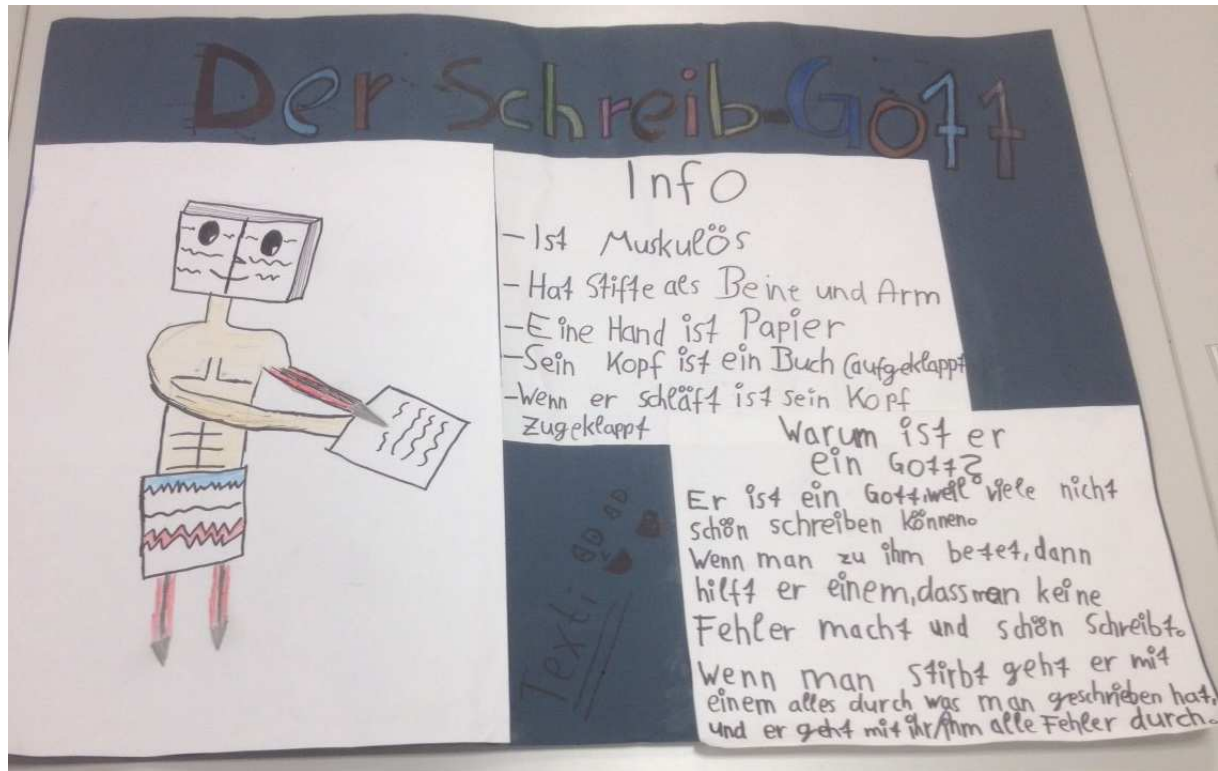 Der Schreib-Gott
Info
- Ist Muskulös
- Hat Stifte als Beine und Arm
- Eine Hand ist Papier
- Sein Kopf ist ein Buch (aufgeklappt
- Wenn er schläft ist sein Kopf
zugeklappt
Warum ist er
ein Gott?
Er ist ein Gott, weil viele nicht
schön schreiben können.
Wenn man zu ihm betet, dann
hilft er einem, dass man keine
Fehler macht und schön Schreibt.
Wenn man stirbt geht er mit
einem alles durch was man geschrieben hat,
und er geht mit ihr/ihm alle Fehler durch.
Texti